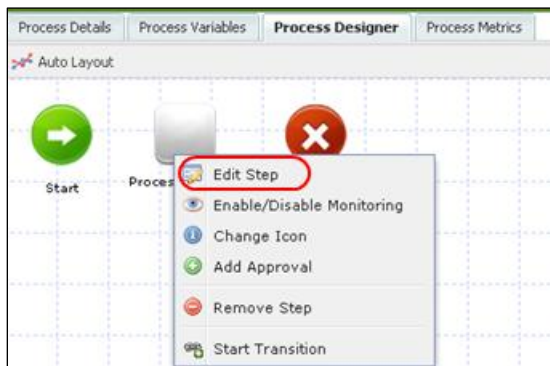 Process Details Process Variables Process Designer Process Metrics
Auto Layout
Start
Proces
Edit Step
Enable/Disable Monitoring
Change Icon
Add Approval
Remove Step
Start Transition